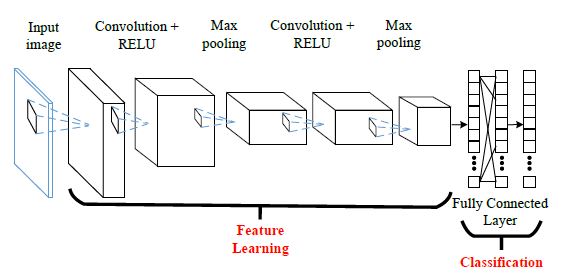 Input
image
Convolution +
RELU
Max
pooling
Convolution +
RELU
Max
pooling
Fully Connected
Layer
Feature
Learning
Classification